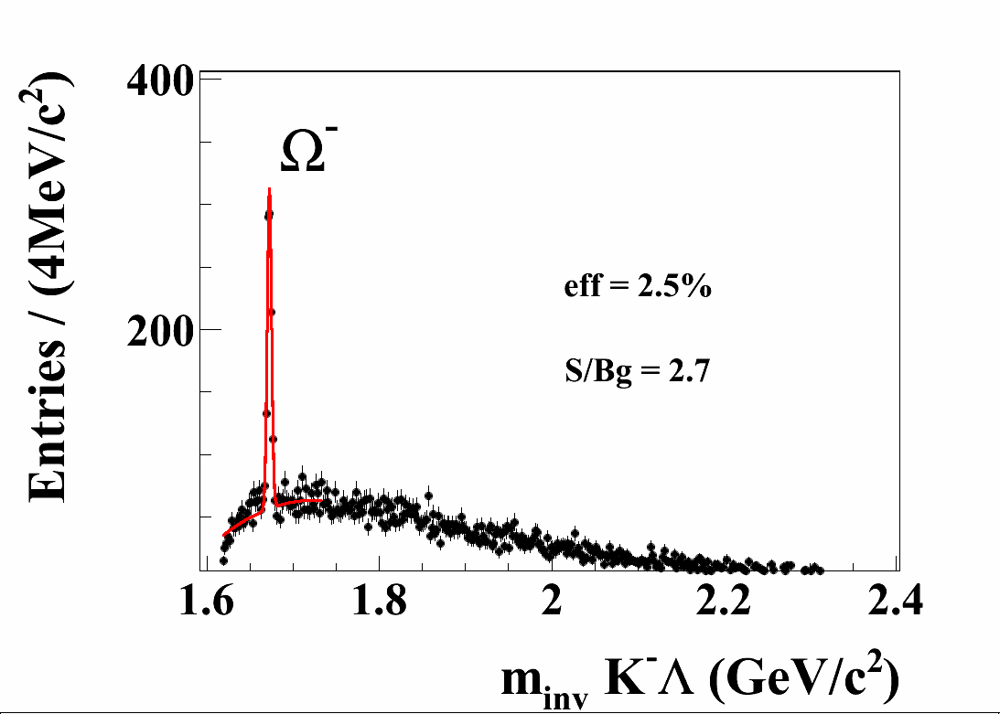 Entries / (4MeV/c²)
400
200
Ω⁻
eff = 2.5%
S/Bg = 2.7
1.6 1.8 2 2.2 2.4
m_inv K⁻Λ (GeV/c²)